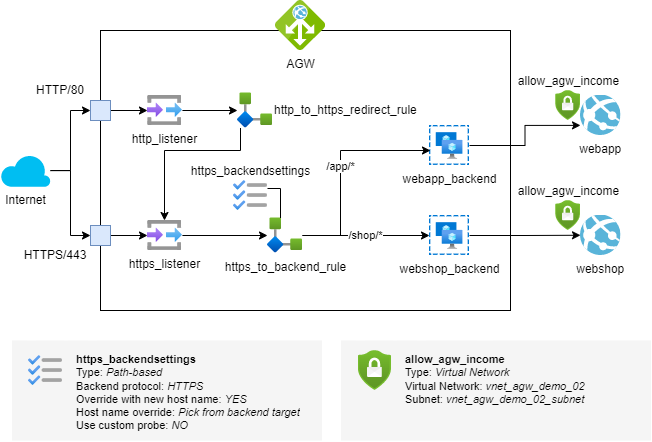 AGW
HTTP/80
http_listener
http_to_https_redirect_rule
allow_agw_income
webapp
https_backendsettings
/app/*
webapp_backend
Internet
allow_agw_income
/shop/*
HTTPS/443
https_listener
https_to_backend_rule
webshop_backend
webshop
https_backendsettings
Type: Path-based
Backend protocol: HTTPS
Override with new host name: YES
Host name override: Pick from backend target
Use custom probe: NO
allow_agw_income
Type: Virtual Network
Virtual Network: vnet_agw_demo_02
Subnet: vnet_agw_demo_02_subnet